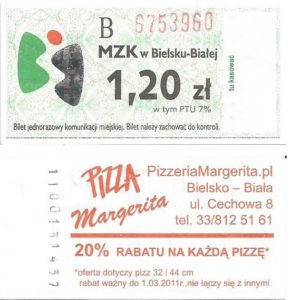 B 6753960
MZK w Bielsku-Białej
1,20 zł
w tym PTU 7%
tu kasować
Bilet jednorazowy komunikacji miejskiej. Bilet należy zachować do kontroli.
PIZZA
Margerita
PizzeriaMargerita.pl
Bielsko – Biała
ul. Cechowa 8
tel. 33/812 51 61
20% RABATU NA KAŻDĄ PIZZĘ*
*oferta dotyczy pizz 32 i 44 cm
rabat ważny do 1.03.2011r. nie łączy się z innymi.